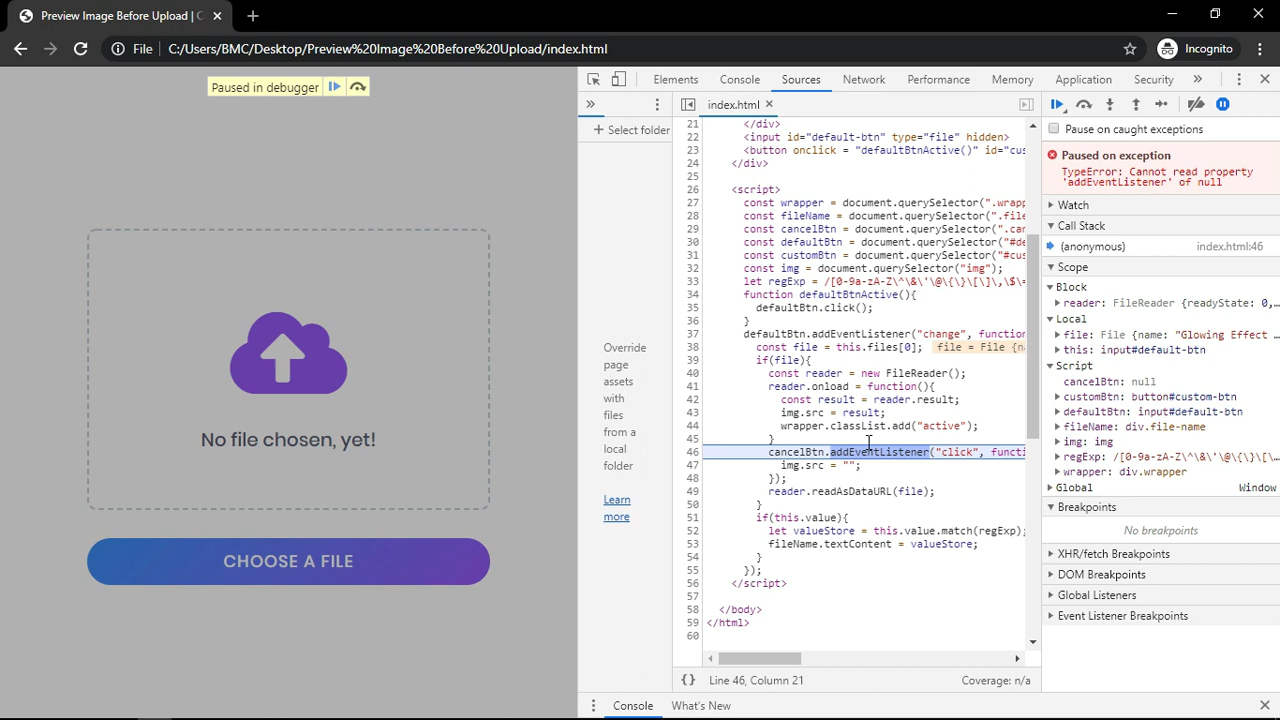 Preview Image Before Upload | C
File C:/Users/BMC/Desktop/Preview%20Image%20Before%20Upload/index.html
Incognito
Paused in debugger
No file chosen, yet!
CHOOSE A FILE
Elements Console Sources Network Performance Memory Application Security
index.html
+ Select folder
Override
page
assets
with
files
from a
local
folder
Learn
more
21 </div>
22 <input id="default-btn" type="file" hidden>
23 <button onclick = "defaultBtnActive()" id="cus
24 </div>
25
26 <script>
27 const wrapper = document.querySelector(".wrapp
28 const fileName = document.querySelector(".file
29 const cancelBtn = document.querySelector(".can
30 const defaultBtn = document.querySelector("#de
31 const customBtn = document.querySelector("#cus
32 const img = document.querySelector("img");
33 let regExp = /[0-9a-zA-Z\^\&\'\@\{\}\[\]\,\$\=
34 function defaultBtnActive(){
35 defaultBtn.click();
36 }
37 defaultBtn.addEventListener("change", function
38 const file = this.files[0]; file = File {na
39 if(file){
40 const reader = new FileReader();
41 reader.onload = function(){
42 const result = reader.result;
43 img.src = result;
44 wrapper.classList.add("active");
45 }
46 cancelBtn.addEventListener("click", functi
47 img.src = "";
48 });
49 reader.readAsDataURL(file);
50 }
51 if(this.value){
52 let valueStore = this.value.match(regExp);
53 fileName.textContent = valueStore;
54 }
55 });
56 </script>
57
58 </body>
59 </html>
60
{} Line 46, Column 21 Coverage: n/a
Pause on caught exceptions
Paused on exception
TypeError: Cannot read property
'addEventListener' of null
Watch
Call Stack
(anonymous) index.html:46
Scope
Block
reader: FileReader {readyState: 0,…
Local
file: File {name: "Glowing Effect …
this: input#default-btn
Script
cancelBtn: null
customBtn: button#custom-btn
defaultBtn: input#default-btn
fileName: div.file-name
img: img
regExp: /[0-9a-zA-Z\^\&\'\@\{\}\[\…
wrapper: div.wrapper
Global Window
Breakpoints
No breakpoints
XHR/fetch Breakpoints
DOM Breakpoints
Global Listeners
Event Listener Breakpoints
Console What's New